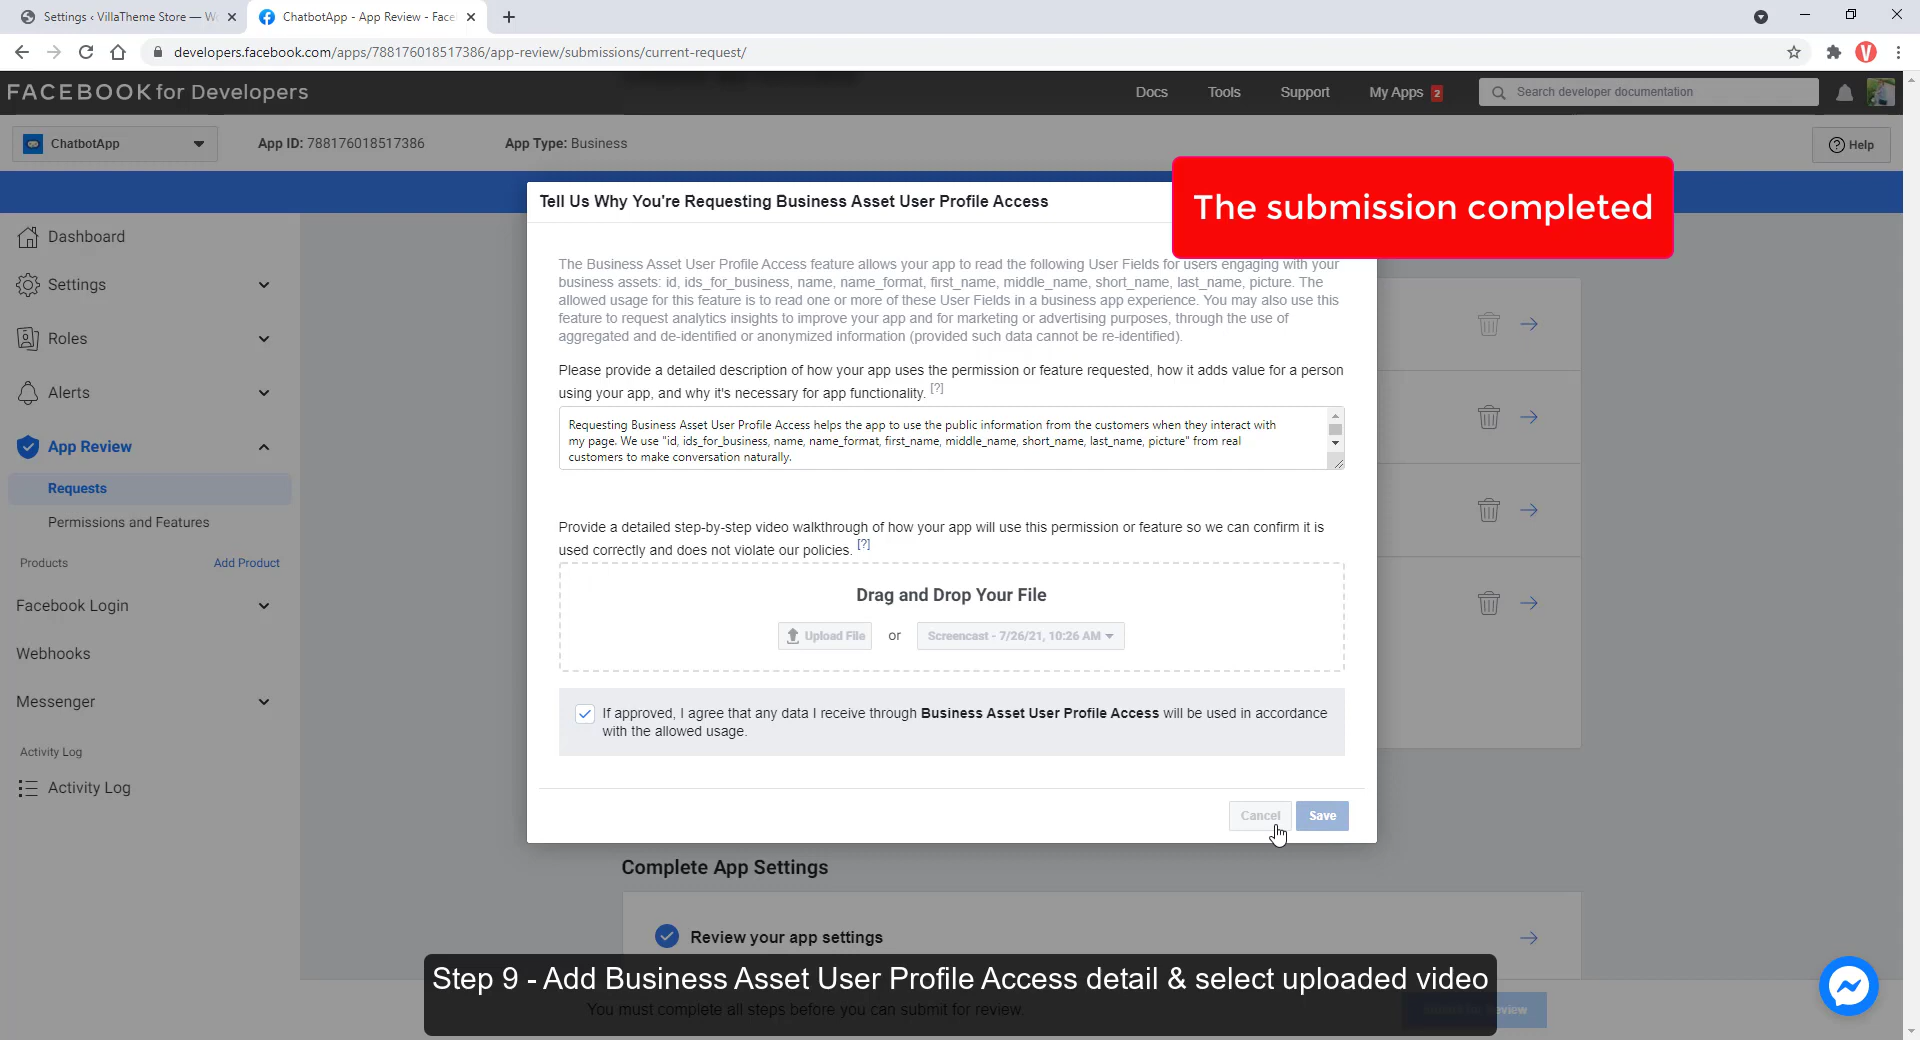 Settings ‹ VillaTheme Store — W
ChatbotApp - App Review - Face
developers.facebook.com/apps/788176018517386/app-review/submissions/current-request/
FACEBOOK for Developers
Docs
Tools
Support
My Apps 2
Search developer documentation
ChatbotApp
App ID: 788176018517386
App Type: Business
Help
The submission completed
Dashboard
Settings
Roles
Alerts
App Review
Requests
Permissions and Features
Products
Add Product
Facebook Login
Webhooks
Messenger
Activity Log
Activity Log
Tell Us Why You're Requesting Business Asset User Profile Access
The Business Asset User Profile Access feature allows your app to read the following User Fields for users engaging with your
business assets: id, ids_for_business, name, name_format, first_name, middle_name, short_name, last_name, picture. The
allowed usage for this feature is to read one or more of these User Fields in a business app experience. You may also use this
feature to request analytics insights to improve your app and for marketing or advertising purposes, through the use of
aggregated and de-identified or anonymized information (provided such data cannot be re-identified).
Please provide a detailed description of how your app uses the permission or feature requested, how it adds value for a person
using your app, and why it's necessary for app functionality. [?]
Requesting Business Asset User Profile Access helps the app to use the public information from the customers when they interact with
my page. We use "id, ids_for_business, name, name_format, first_name, middle_name, short_name, last_name, picture" from real
customers to make conversation naturally.
Provide a detailed step-by-step video walkthrough of how your app will use this permission or feature so we can confirm it is
used correctly and does not violate our policies. [?]
Drag and Drop Your File
Upload File
or
Screencast - 7/26/21, 10:26 AM
If approved, I agree that any data I receive through Business Asset User Profile Access will be used in accordance
with the allowed usage.
Cancel
Save
Complete App Settings
Review your app settings
Step 9 - Add Business Asset User Profile Access detail & select uploaded video
You must complete all steps before you can submit for review.